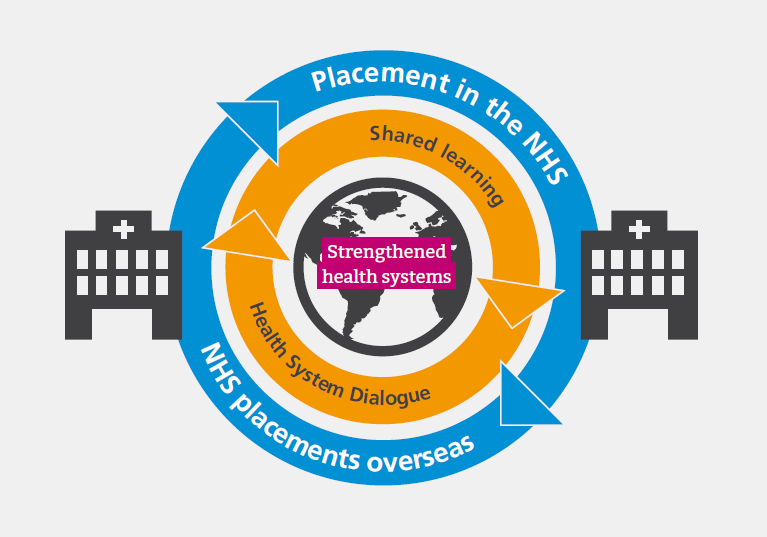 Placement in the NHS
Shared learning
Strengthened
health systems
Health System Dialogue
NHS placements overseas